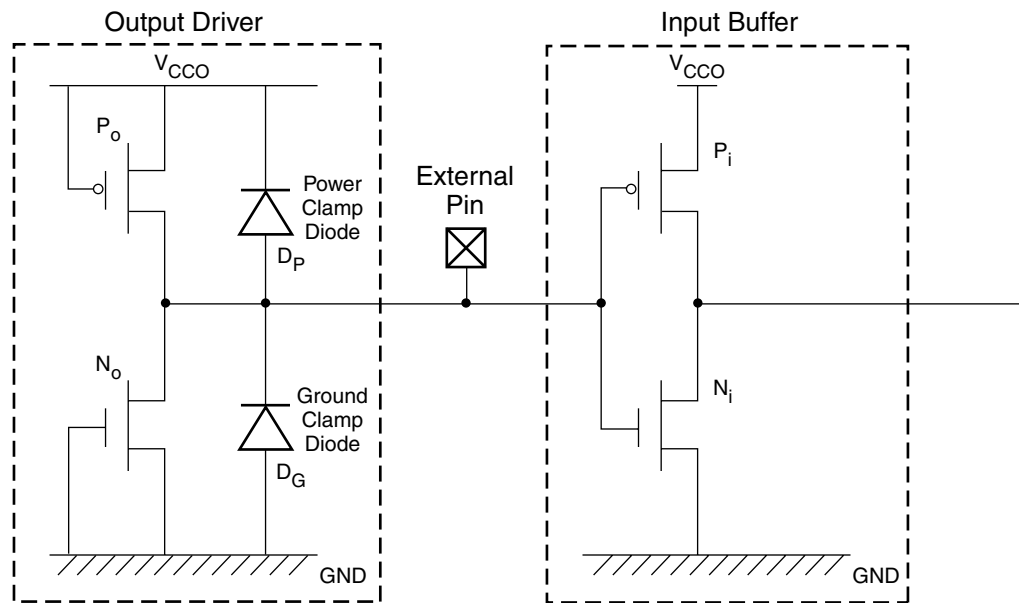 Output Driver
Input Buffer
VCCO
VCCO
Po
Pi
Power
Clamp
Diode
DP
External
Pin
No
Ni
Ground
Clamp
Diode
DG
GND
GND